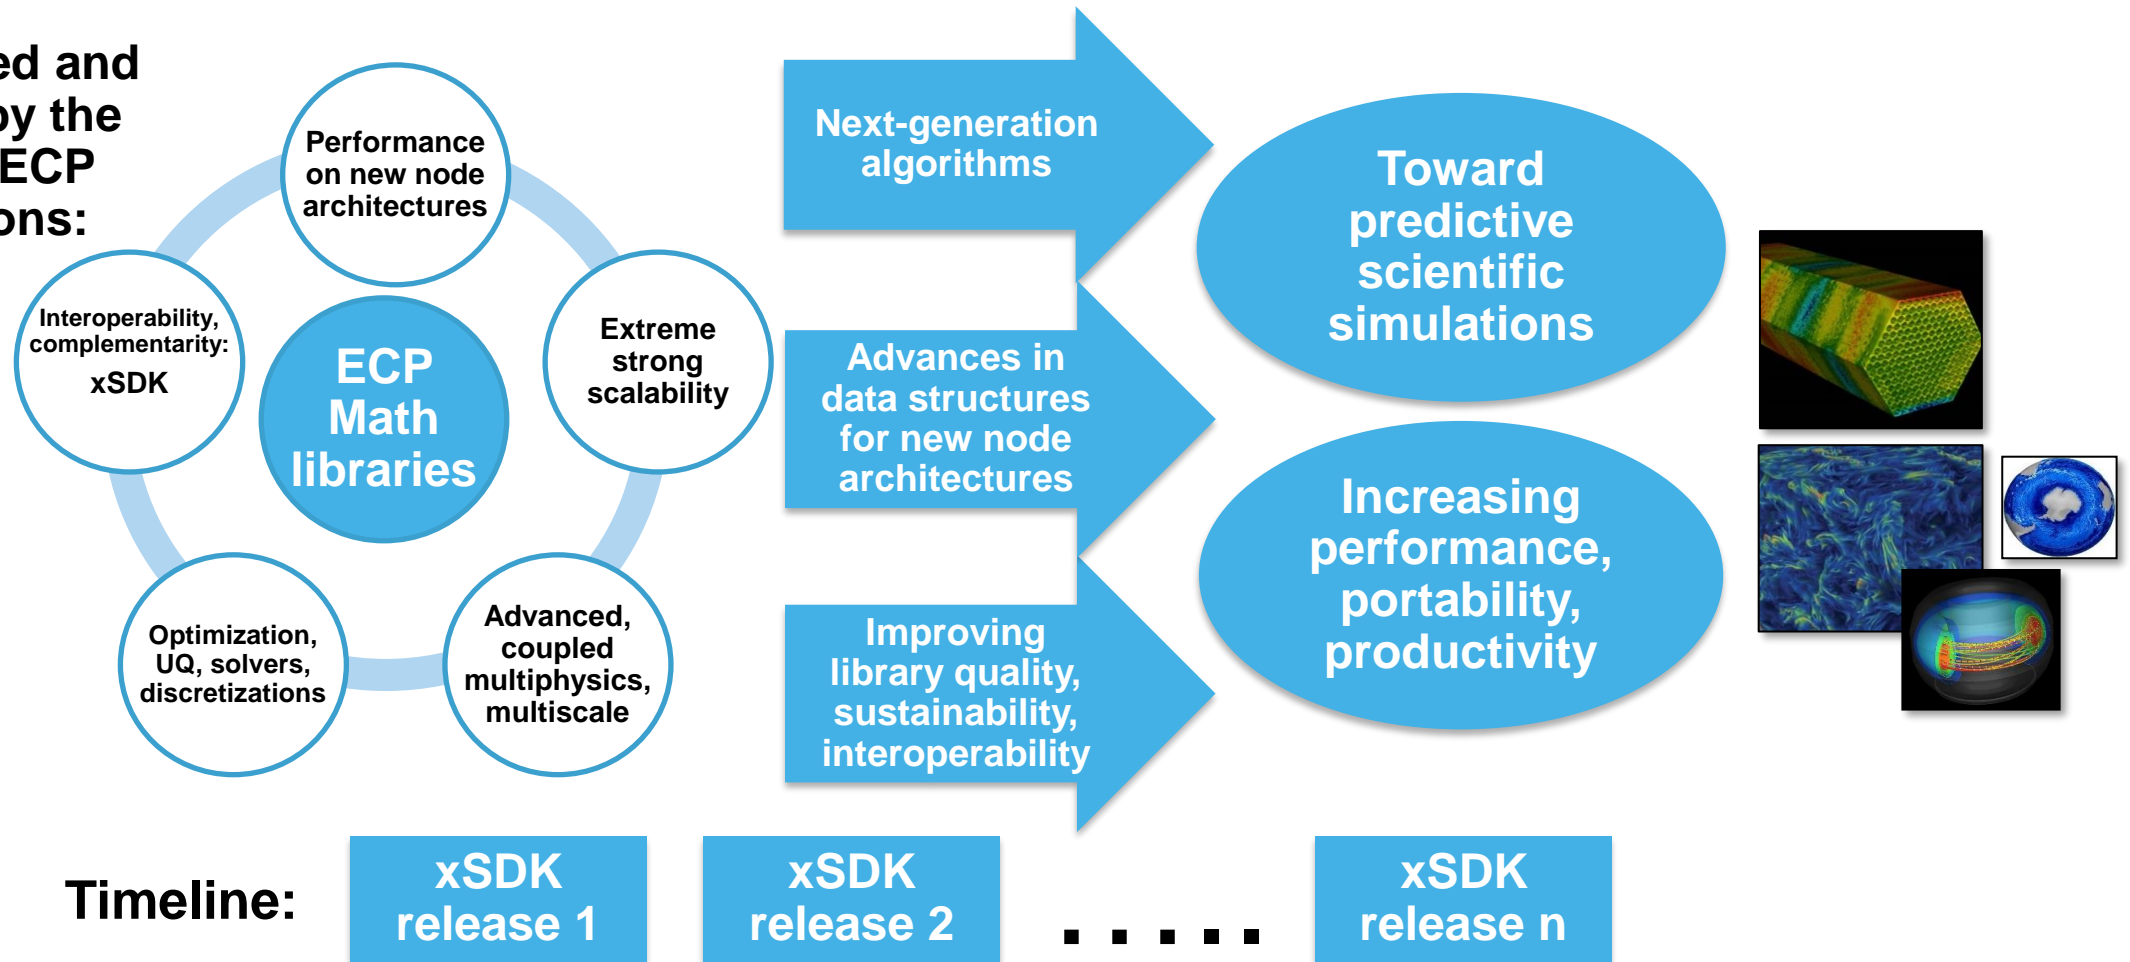 ed and
by the
ECP
ons:
Performance
on new node
architectures
Interoperability,
complementarity:
xSDK
Extreme
strong
scalability
ECP
Math
libraries
Optimization,
UQ, solvers,
discretizations
Advanced,
coupled
multiphysics,
multiscale
Next-generation
algorithms
Advances in
data structures
for new node
architectures
Improving
library quality,
sustainability,
interoperability
Toward
predictive
scientific
simulations
Increasing
performance,
portability,
productivity
Timeline:
xSDK
release 1
xSDK
release 2
. . . . .
xSDK
release n